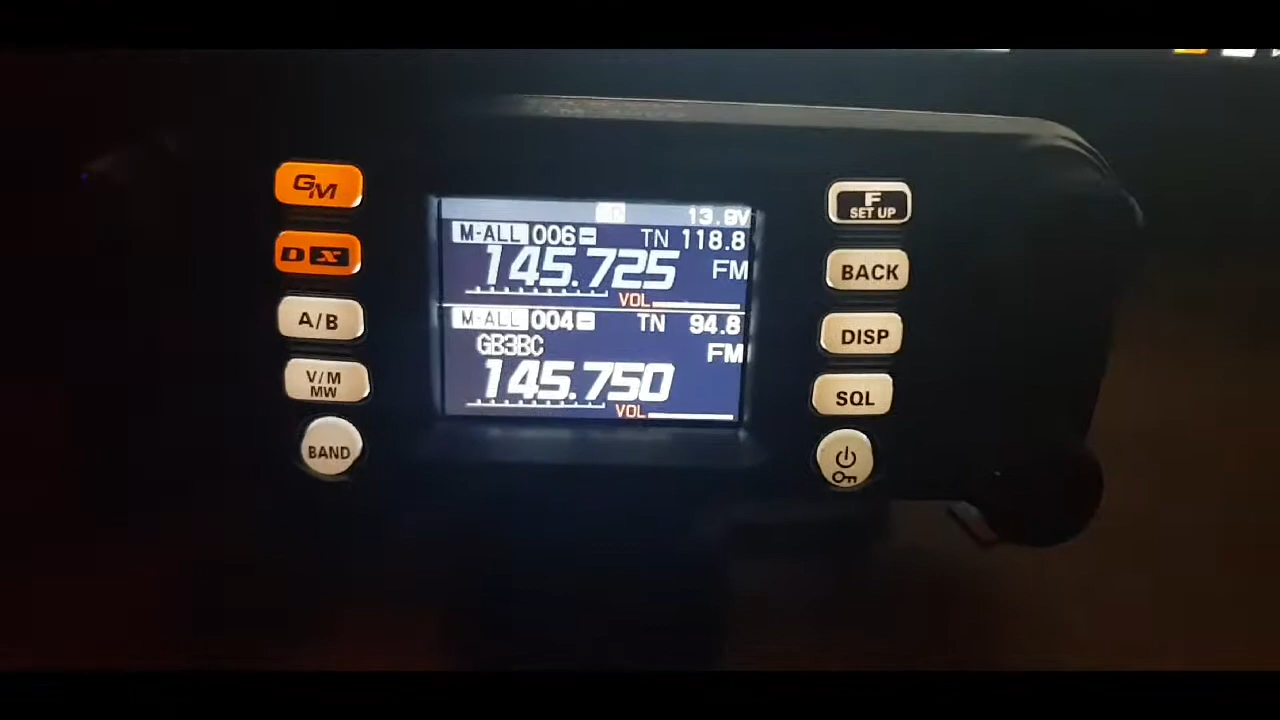 GM
F
SET UP
13.8V
M-ALL 006 TN 118.8
145.725 FM
VOL
M-ALL 004 TN 94.8
GB3BC FM
145.750
VOL
D X
A/B
V/M
MW
BAND
BACK
DISP
SQL